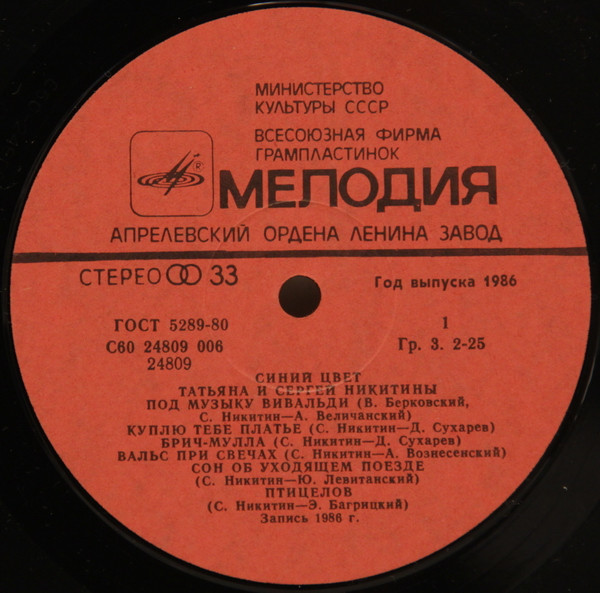 МИНИСТЕРСТВО
КУЛЬТУРЫ СССР
ВСЕСОЮЗНАЯ ФИРМА
ГРАМПЛАСТИНОК
® МЕЛОДИЯ
АПРЕЛЕВСКИЙ ОРДЕНА ЛЕНИНА ЗАВОД
СТЕРЕО 33
Год выпуска 1986
ГОСТ 5289-80
1
С60 24809 006
Гр. 3. 2-25
24809
СИНИЙ ЦВЕТ
ТАТЬЯНА И СЕРГЕЙ НИКИТИНЫ
ПОД МУЗЫКУ ВИВАЛЬДИ (В. Берковский,
С. Никитин—А. Величанский)
КУПЛЮ ТЕБЕ ПЛАТЬЕ (С. Никитин—Д. Сухарев)
БРИЧ-МУЛЛА (С. Никитин—Д. Сухарев)
ВАЛЬС ПРИ СВЕЧАХ (С. Никитин—А. Вознесенский)
СОН ОБ УХОДЯЩЕМ ПОЕЗДЕ
(С. Никитин—Ю. Левитанский)
ПТИЦЕЛОВ
(С. Никитин—Э. Багрицкий)
Запись 1986 г.